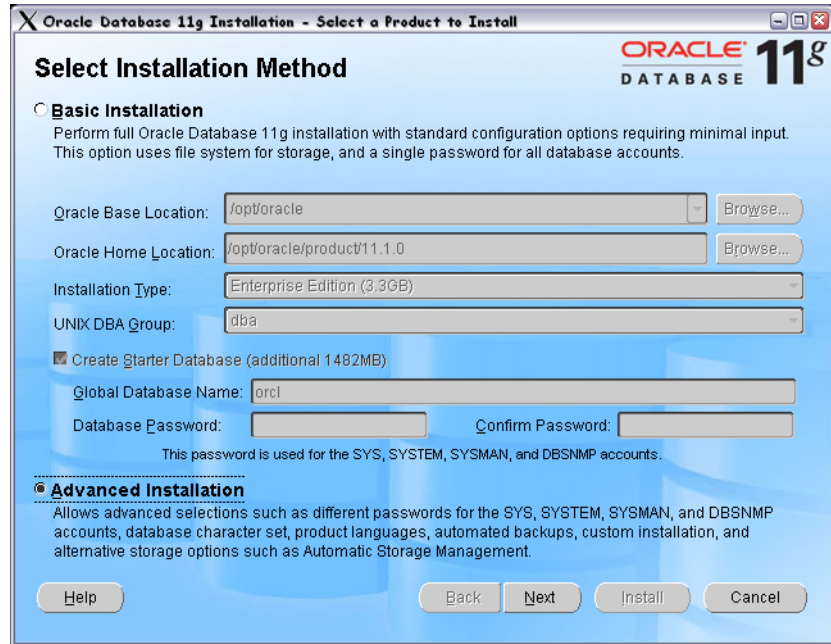 Oracle Database 11g Installation - Select a Product to Install
Select Installation Method
ORACLE
DATABASE 11g
Basic Installation
Perform full Oracle Database 11g installation with standard configuration options requiring minimal input.
This option uses file system for storage, and a single password for all database accounts.
Oracle Base Location: /opt/oracle Browse...
Oracle Home Location: /opt/oracle/product/11.1.0 Browse...
Installation Type: Enterprise Edition (3.3GB)
UNIX DBA Group: dba
Create Starter Database (additional 1482MB)
Global Database Name: orcl
Database Password: Confirm Password:
This password is used for the SYS, SYSTEM, SYSMAN, and DBSNMP accounts.
Advanced Installation
Allows advanced selections such as different passwords for the SYS, SYSTEM, SYSMAN, and DBSNMP
accounts, database character set, product languages, automated backups, custom installation, and
alternative storage options such as Automatic Storage Management.
Help Back Next Install Cancel